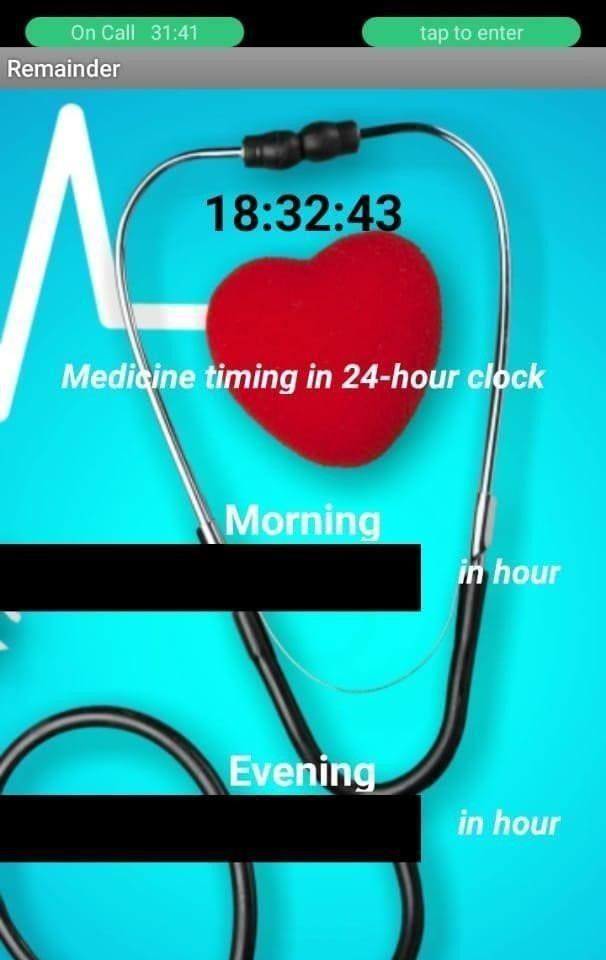 On Call 31:41 tap to enter
Remainder
18:32:43
Medicine timing in 24-hour clock
Morning
in hour
Evening
in hour